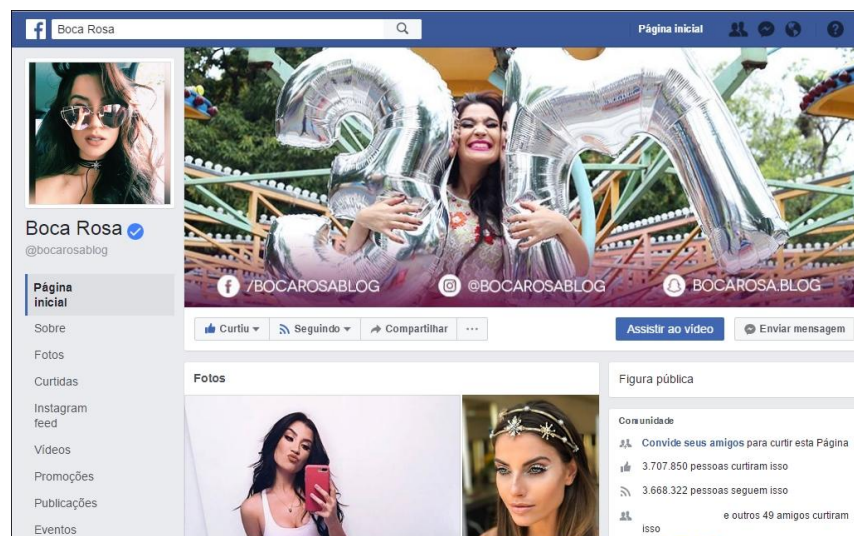 f Boca Rosa Página inicial ?
3M
f /BOCAROSABLOG @BOCAROSABLOG BOCAROSA.BLOG
Boca Rosa
@bocarosablog
Página
inicial
Sobre
Fotos
Curtidas
Instagram
feed
Vídeos
Promoções
Publicações
Eventos
Curtiu Seguindo Compartilhar ... Assistir ao vídeo Enviar mensagem
Fotos
Figura pública
Comunidade
Convide seus amigos para curtir esta Página
3.707.850 pessoas curtiram isso
3.668.322 pessoas seguem isso
e outros 49 amigos curtiram
isso